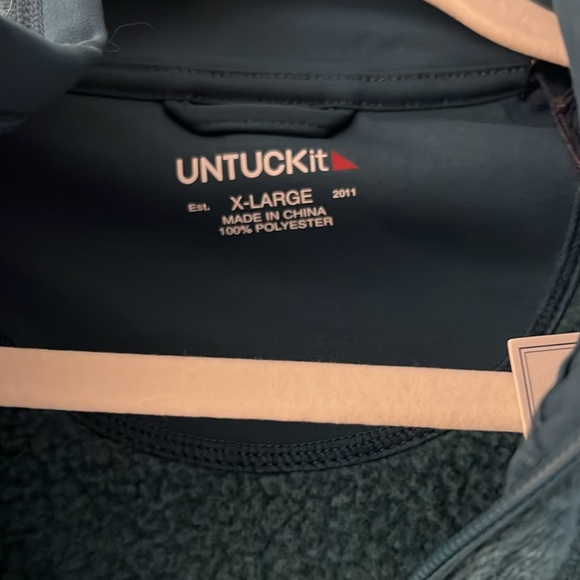 UNTUCKit
Est. X-LARGE 2011
MADE IN CHINA
100% POLYESTER